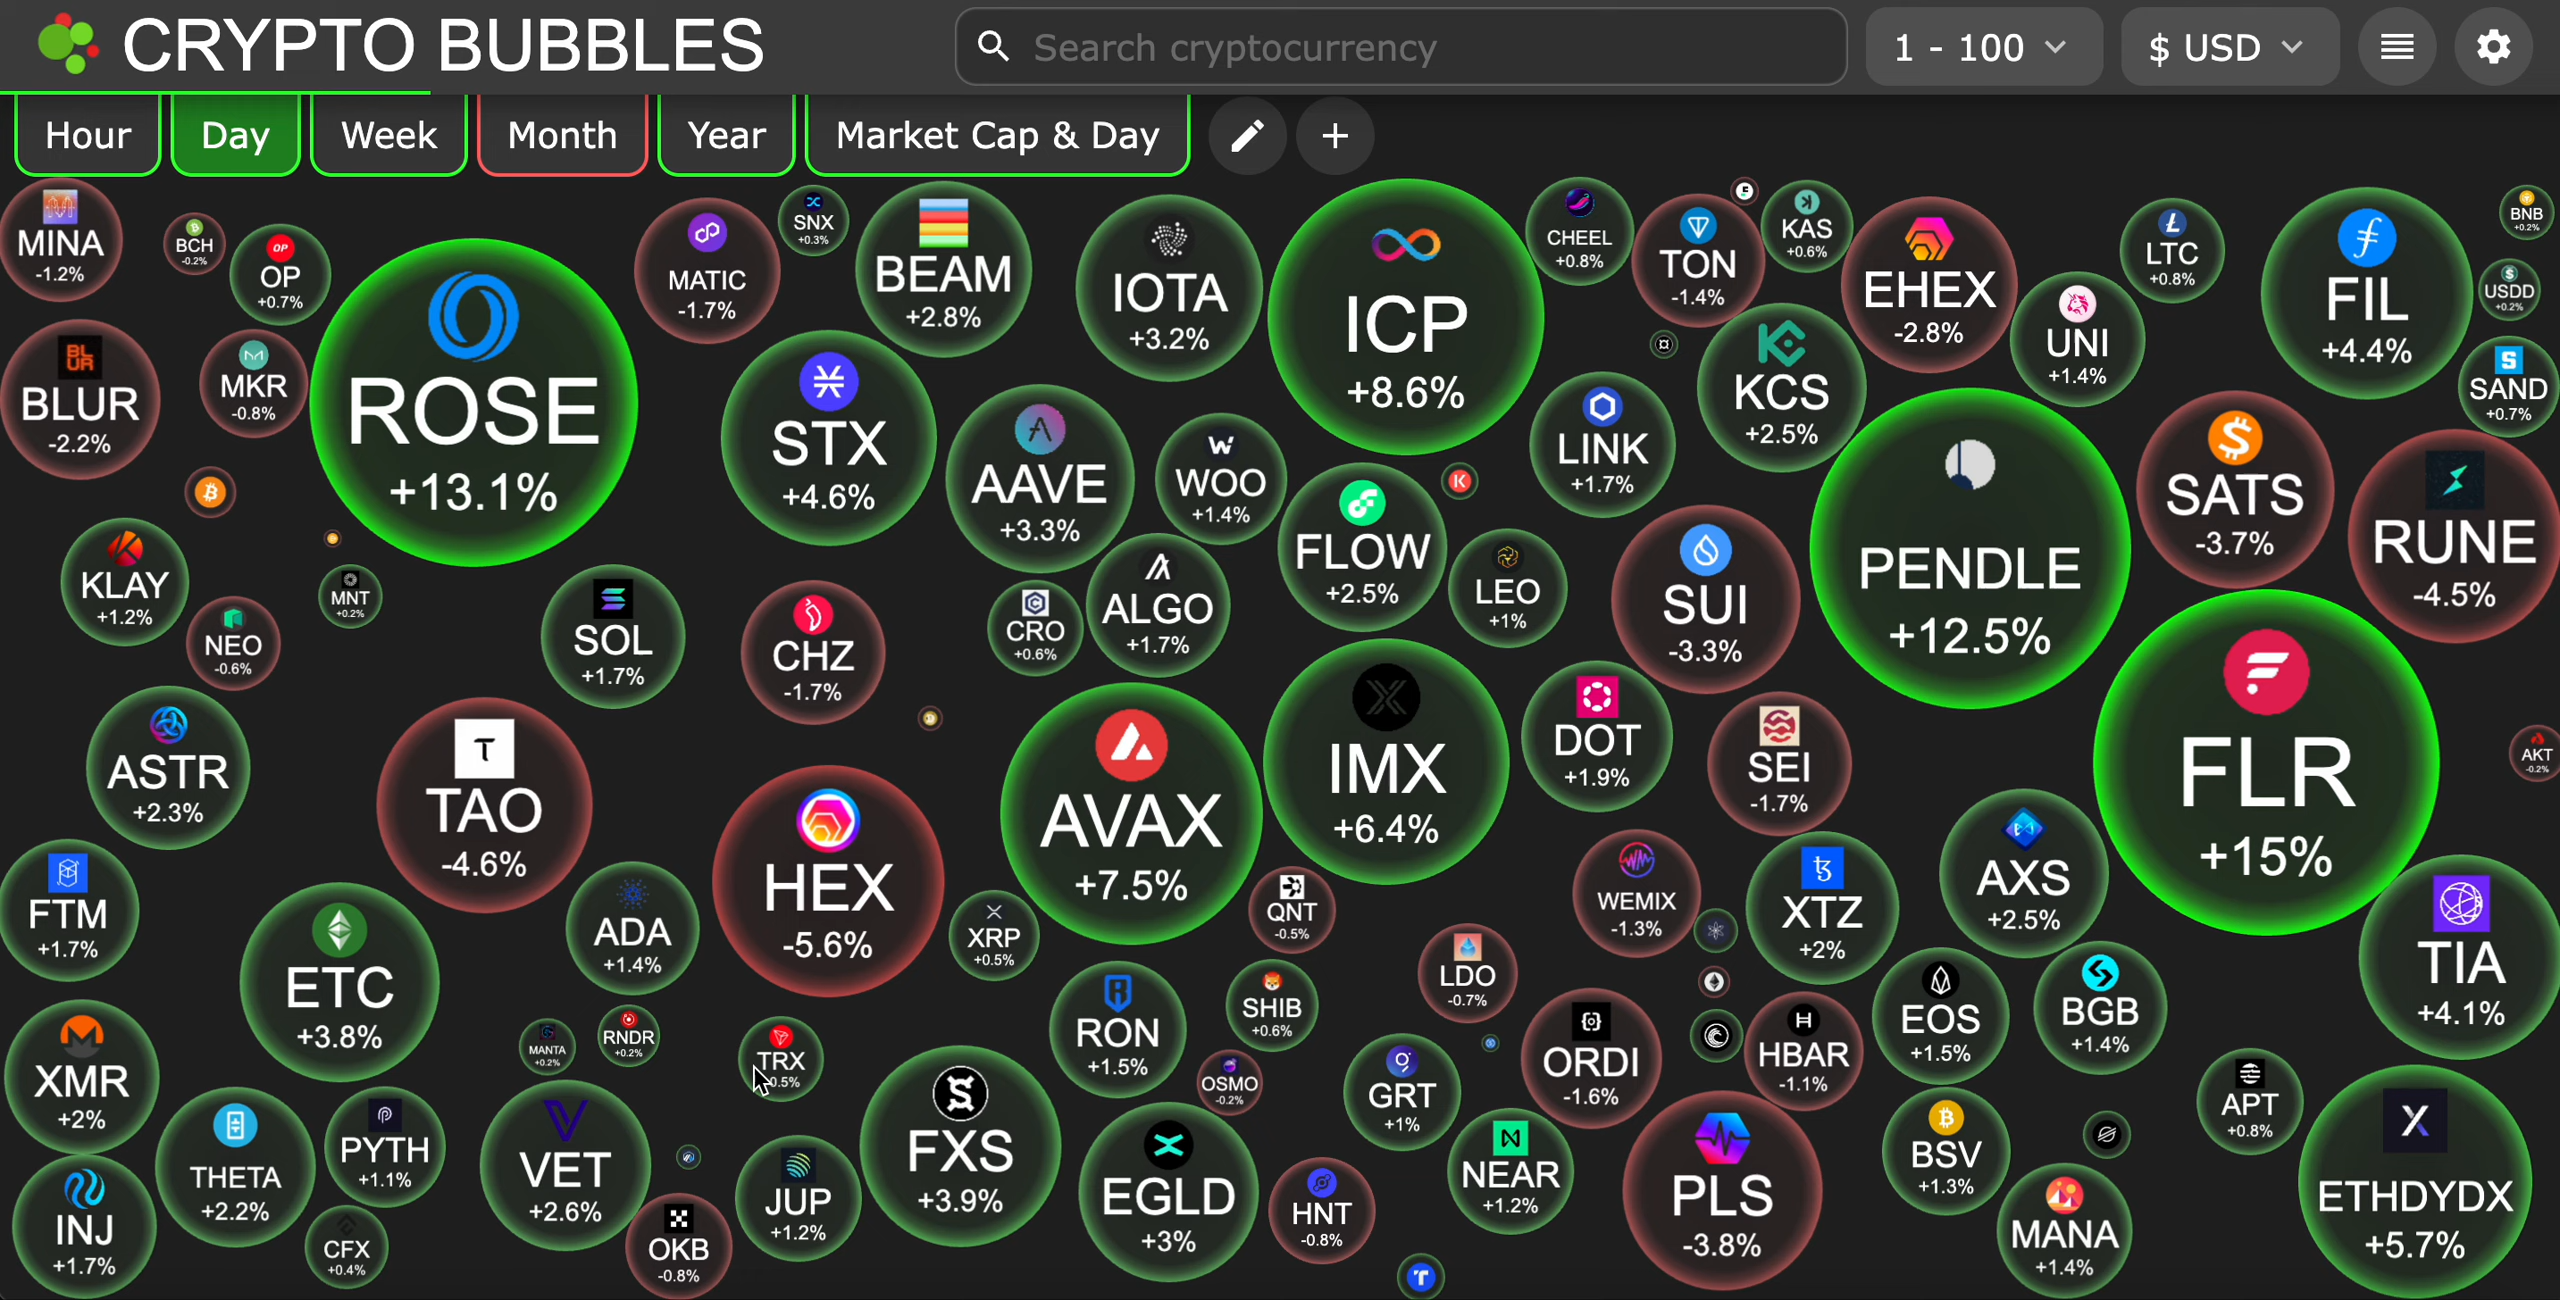 CRYPTO BUBBLES
Search cryptocurrency
1 - 100
$ USD
Hour
Day
Week
Month
Year
Market Cap & Day
MINA
-1.2%
BCH
-0.2%
OP
+0.7%
ROSE
+13.1%
MATIC
-1.7%
SNX
+0.3%
BEAM
+2.8%
IOTA
+3.2%
ICP
+8.6%
CHEEL
+0.8%
TON
-1.4%
KAS
+0.6%
EHEX
-2.8%
UNI
+1.4%
LTC
+0.8%
FIL
+4.4%
BNB
+0.2%
USDD
+0.2%
SAND
+0.7%
BLUR
-2.2%
MKR
-0.8%
STX
+4.6%
AAVE
+3.3%
WOO
+1.4%
FLOW
+2.5%
LINK
+1.7%
KCS
+2.5%
PENDLE
+12.5%
SATS
-3.7%
RUNE
-4.5%
KLAY
+1.2%
NEO
-0.6%
MNT
+0.2%
SOL
+1.7%
CHZ
-1.7%
CRO
+0.6%
ALGO
+1.7%
LEO
+1%
SUI
-3.3%
ASTR
+2.3%
TAO
-4.6%
HEX
-5.6%
AVAX
+7.5%
IMX
+6.4%
DOT
+1.9%
SEI
-1.7%
FLR
+15%
AKT
-0.2%
FTM
+1.7%
ETC
+3.8%
ADA
+1.4%
XRP
+0.5%
QNT
-0.5%
WEMIX
-1.3%
XTZ
+2%
AXS
+2.5%
TIA
+4.1%
XMR
+2%
MANTA
+0.2%
RNDR
+0.2%
TRX
0.5%
RON
+1.5%
SHIB
+0.6%
LDO
-0.7%
ORDI
-1.6%
HBAR
-1.1%
EOS
+1.5%
BGB
+1.4%
THETA
+2.2%
PYTH
+1.1%
VET
+2.6%
JUP
+1.2%
FXS
+3.9%
EGLD
+3%
OSMO
-0.2%
GRT
+1%
NEAR
+1.2%
PLS
-3.8%
BSV
+1.3%
APT
+0.8%
ETHDYDX
+5.7%
INJ
+1.7%
CFX
+0.4%
OKB
-0.8%
HNT
-0.8%
MANA
+1.4%